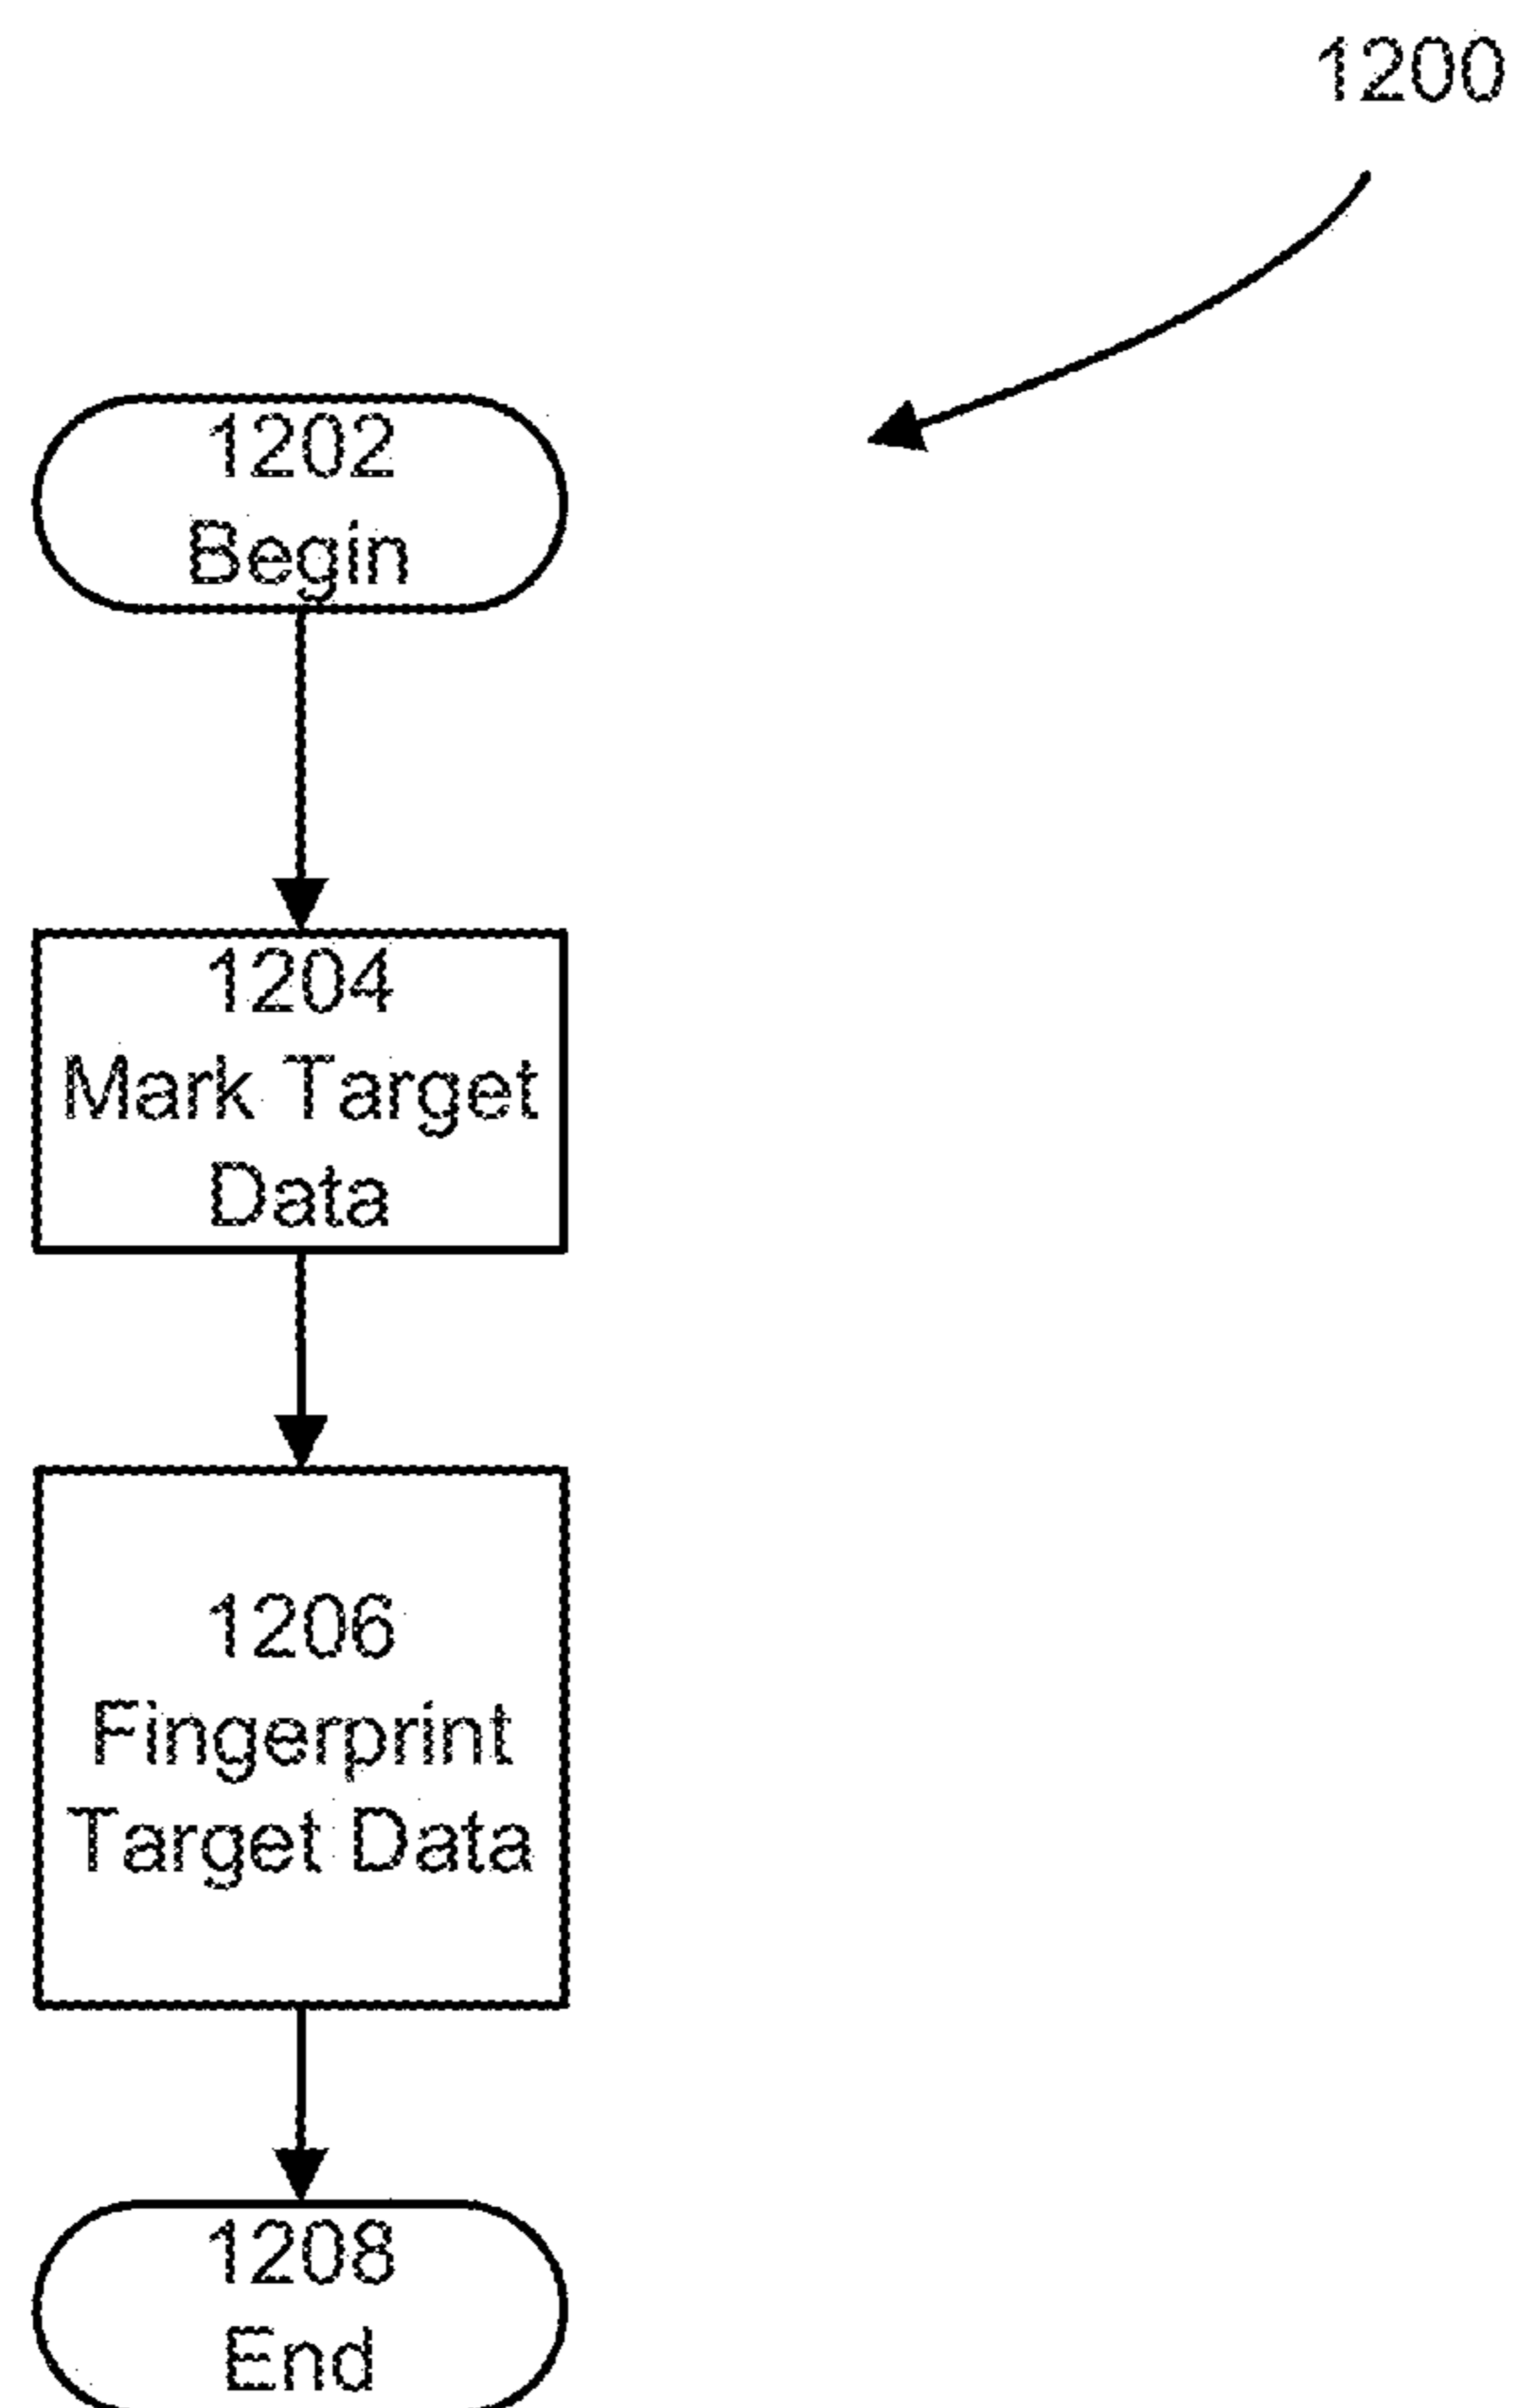 1200
1202
Begin
1204
Mark Target
Data
1206
Fingerprint
Target Data
1208
End